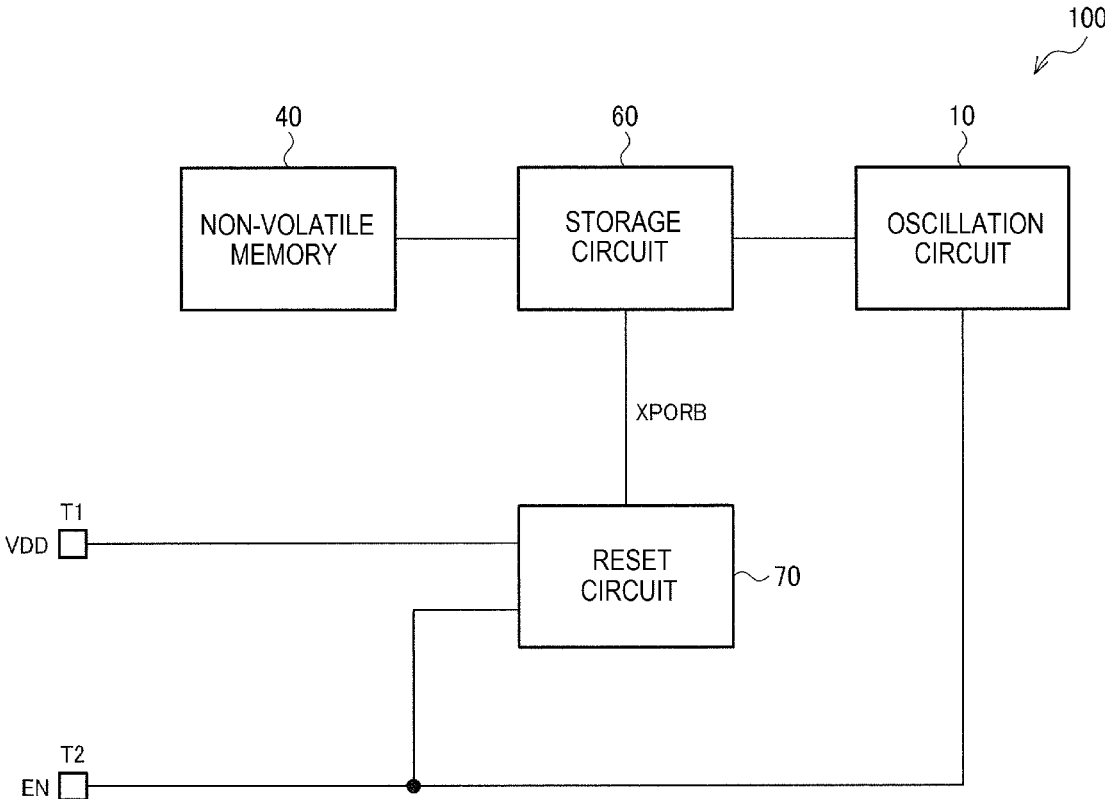 100
40
60
10
NON-VOLATILE
MEMORY
STORAGE
CIRCUIT
OSCILLATION
CIRCUIT
XPORB
T1
VDD
RESET
CIRCUIT
70
T2
EN